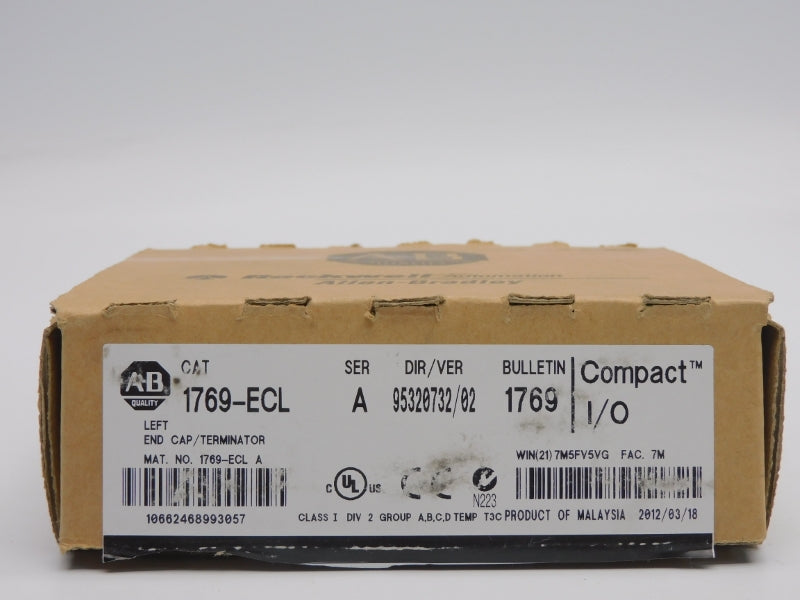 A-B
Rockwell Automation
Allen-Bradley
A-B QUALITY
CAT SER DIR/VER BULLETIN
1769-ECL A 95320732/02 1769 Compact™ I/O
LEFT
END CAP/TERMINATOR
MAT. NO. 1769-ECL A
WIN(21) 7M5FV5VG FAC. 7M
C UL US CE N223
10662468993057
CLASS I DIV 2 GROUP A,B,C,D TEMP T3C PRODUCT OF MALAYSIA 2012/03/18